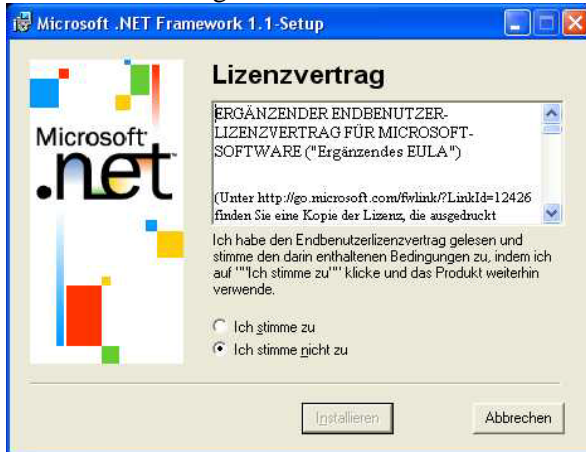 Microsoft .NET Framework 1.1-Setup
Microsoft
.net
Lizenzvertrag
ERGÄNZENDER ENDBENUTZER-
LIZENZVERTRAG FÜR MICROSOFT-
SOFTWARE ("Ergänzendes EULA")
(Unter http://go.microsoft.com/fwlink/?LinkId=12426
finden Sie eine Kopie der Lizenz, die ausgedruckt
Ich habe den Endbenutzerlizenzvertrag gelesen und
stimme den darin enthaltenen Bedingungen zu, indem ich
auf '"'Ich stimme zu'"' klicke und das Produkt weiterhin
verwende.
Ich stimme zu
Ich stimme nicht zu
Installieren
Abbrechen